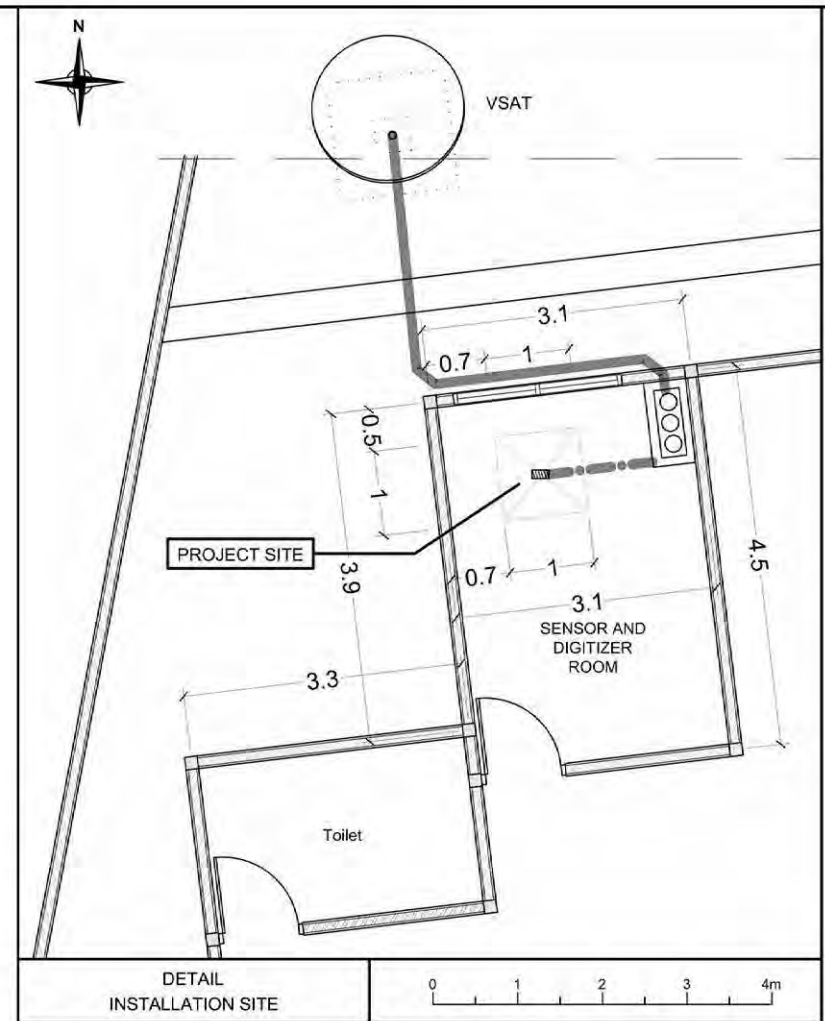 N
VSAT
3.1
0.7
1
0.5
1
PROJECT SITE
3.9
0.7
1
4.5
3.1
SENSOR AND
DIGITIZER
ROOM
3.3
Toilet
DETAIL
INSTALLATION SITE
0 1 2 3 4m